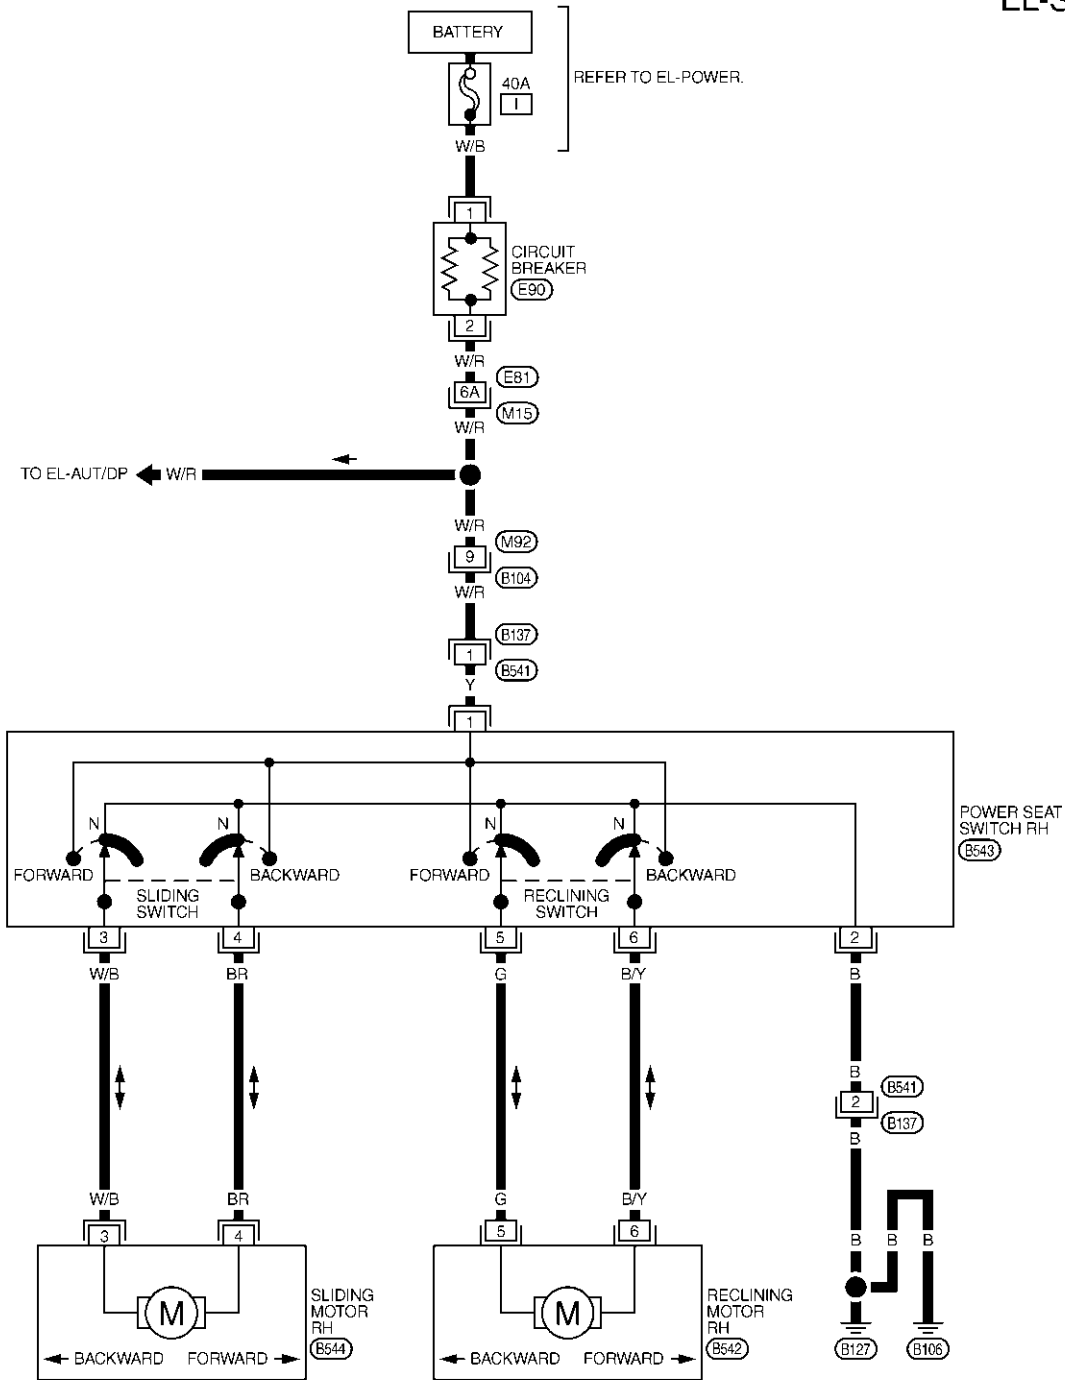 BATTERY
40A
I
REFER TO EL-POWER.
W/B
1
CIRCUIT
BREAKER
E90
2
W/R
E81
6A
M15
W/R
TO EL-AUT/DP
W/R
W/R
M92
9
B104
W/R
B137
1
B541
Y
1
N
N
N
N
POWER SEAT
SWITCH RH
B543
FORWARD
BACKWARD
FORWARD
BACKWARD
SLIDING
SWITCH
RECLINING
SWITCH
3
4
5
6
2
W/B
BR
G
B/Y
B
B
B541
2
B137
B
W/B
BR
G
B/Y
3
4
5
6
B
B
B
M
M
SLIDING
MOTOR
RH
B544
RECLINING
MOTOR
RH
B542
BACKWARD
FORWARD
BACKWARD
FORWARD
B127
B106